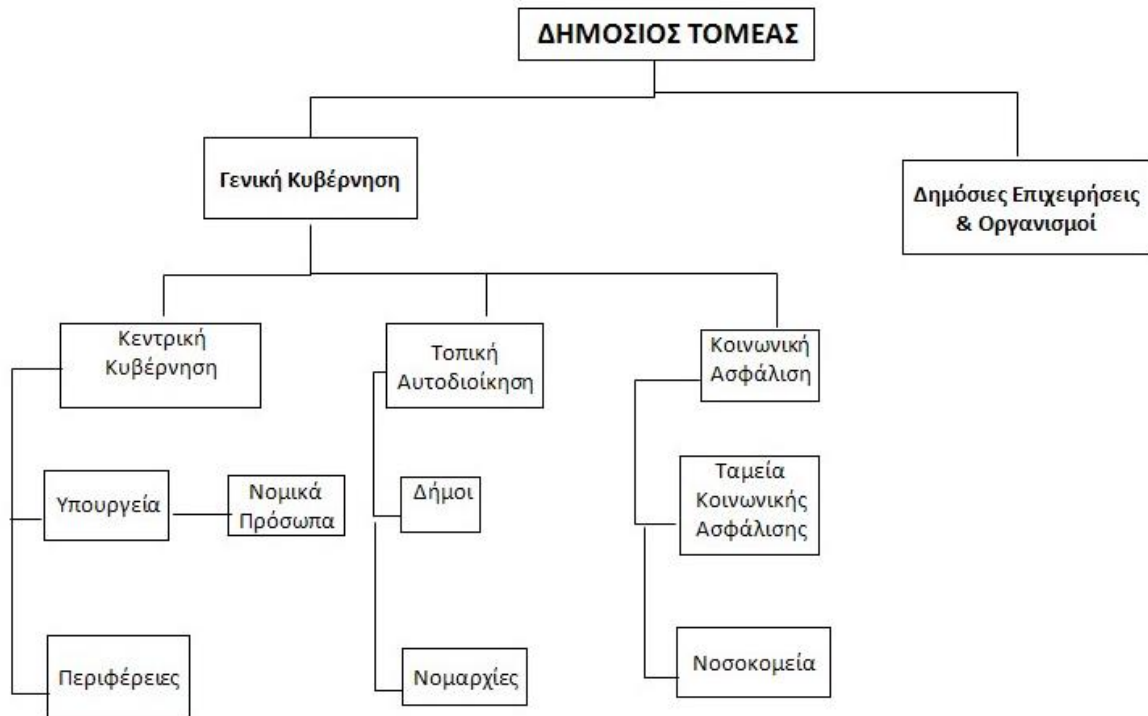 ΔΗΜΟΣΙΟΣ ΤΟΜΕΑΣ
Γενική Κυβέρνηση
Δημόσιες Επιχειρήσεις
& Οργανισμοί
Κεντρική
Κυβέρνηση
Τοπική
Αυτοδιοίκηση
Κοινωνική
Ασφάλιση
Υπουργεία
Νομικά
Πρόσωπα
Δήμοι
Ταμεία
Κοινωνικής
Ασφάλισης
Περιφέρειες
Νομαρχίες
Νοσοκομεία